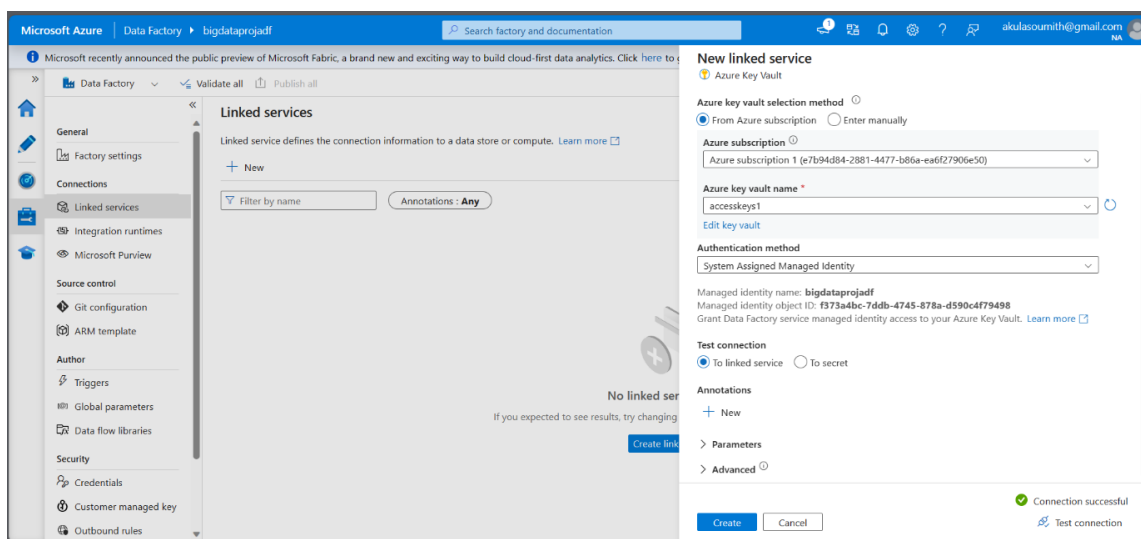 Microsoft Azure | Data Factory ▸ bigdataprojadf
Search factory and documentation
1
akulasoumith@gmail.com
NA
Microsoft recently announced the public preview of Microsoft Fabric, a brand new and exciting way to build cloud-first data analytics. Click here to
Data Factory
Validate all
Publish all
General
Factory settings
Connections
Linked services
Integration runtimes
Microsoft Purview
Source control
Git configuration
ARM template
Author
Triggers
Global parameters
Data flow libraries
Security
Credentials
Customer managed key
Outbound rules
Linked services
Linked service defines the connection information to a data store or compute. Learn more
New
Filter by name
Annotations : Any
No linked ser
If you expected to see results, try changing
Create link
New linked service
Azure Key Vault
Azure key vault selection method
From Azure subscription Enter manually
Azure subscription
Azure subscription 1 (e7b94d84-2881-4477-b86a-ea6f27906e50)
Azure key vault name *
accesskeys1
Edit key vault
Authentication method
System Assigned Managed Identity
Managed identity name: bigdataprojadf
Managed identity object ID: f373a4bc-7ddb-4745-878a-d590c4f79498
Grant Data Factory service managed identity access to your Azure Key Vault. Learn more
Test connection
To linked service To secret
Annotations
New
Parameters
Advanced
Connection successful
Create Cancel
Test connection